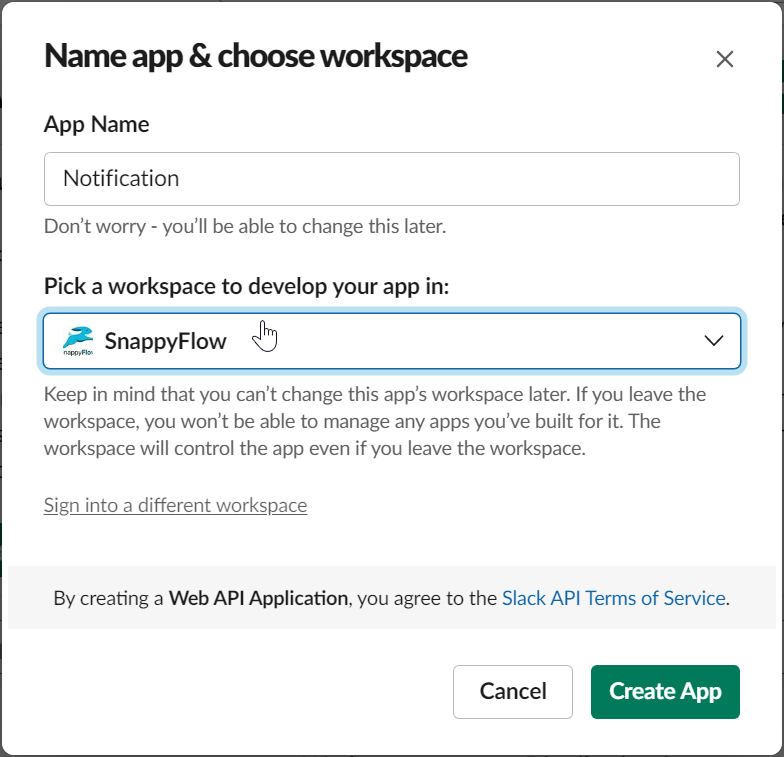 Name app & choose workspace
App Name
Notification
Don’t worry - you’ll be able to change this later.
Pick a workspace to develop your app in:
SnappyFlow
Keep in mind that you can’t change this app’s workspace later. If you leave the
workspace, you won’t be able to manage any apps you’ve built for it. The
workspace will control the app even if you leave the workspace.
Sign into a different workspace
By creating a Web API Application, you agree to the Slack API Terms of Service.
Cancel
Create App